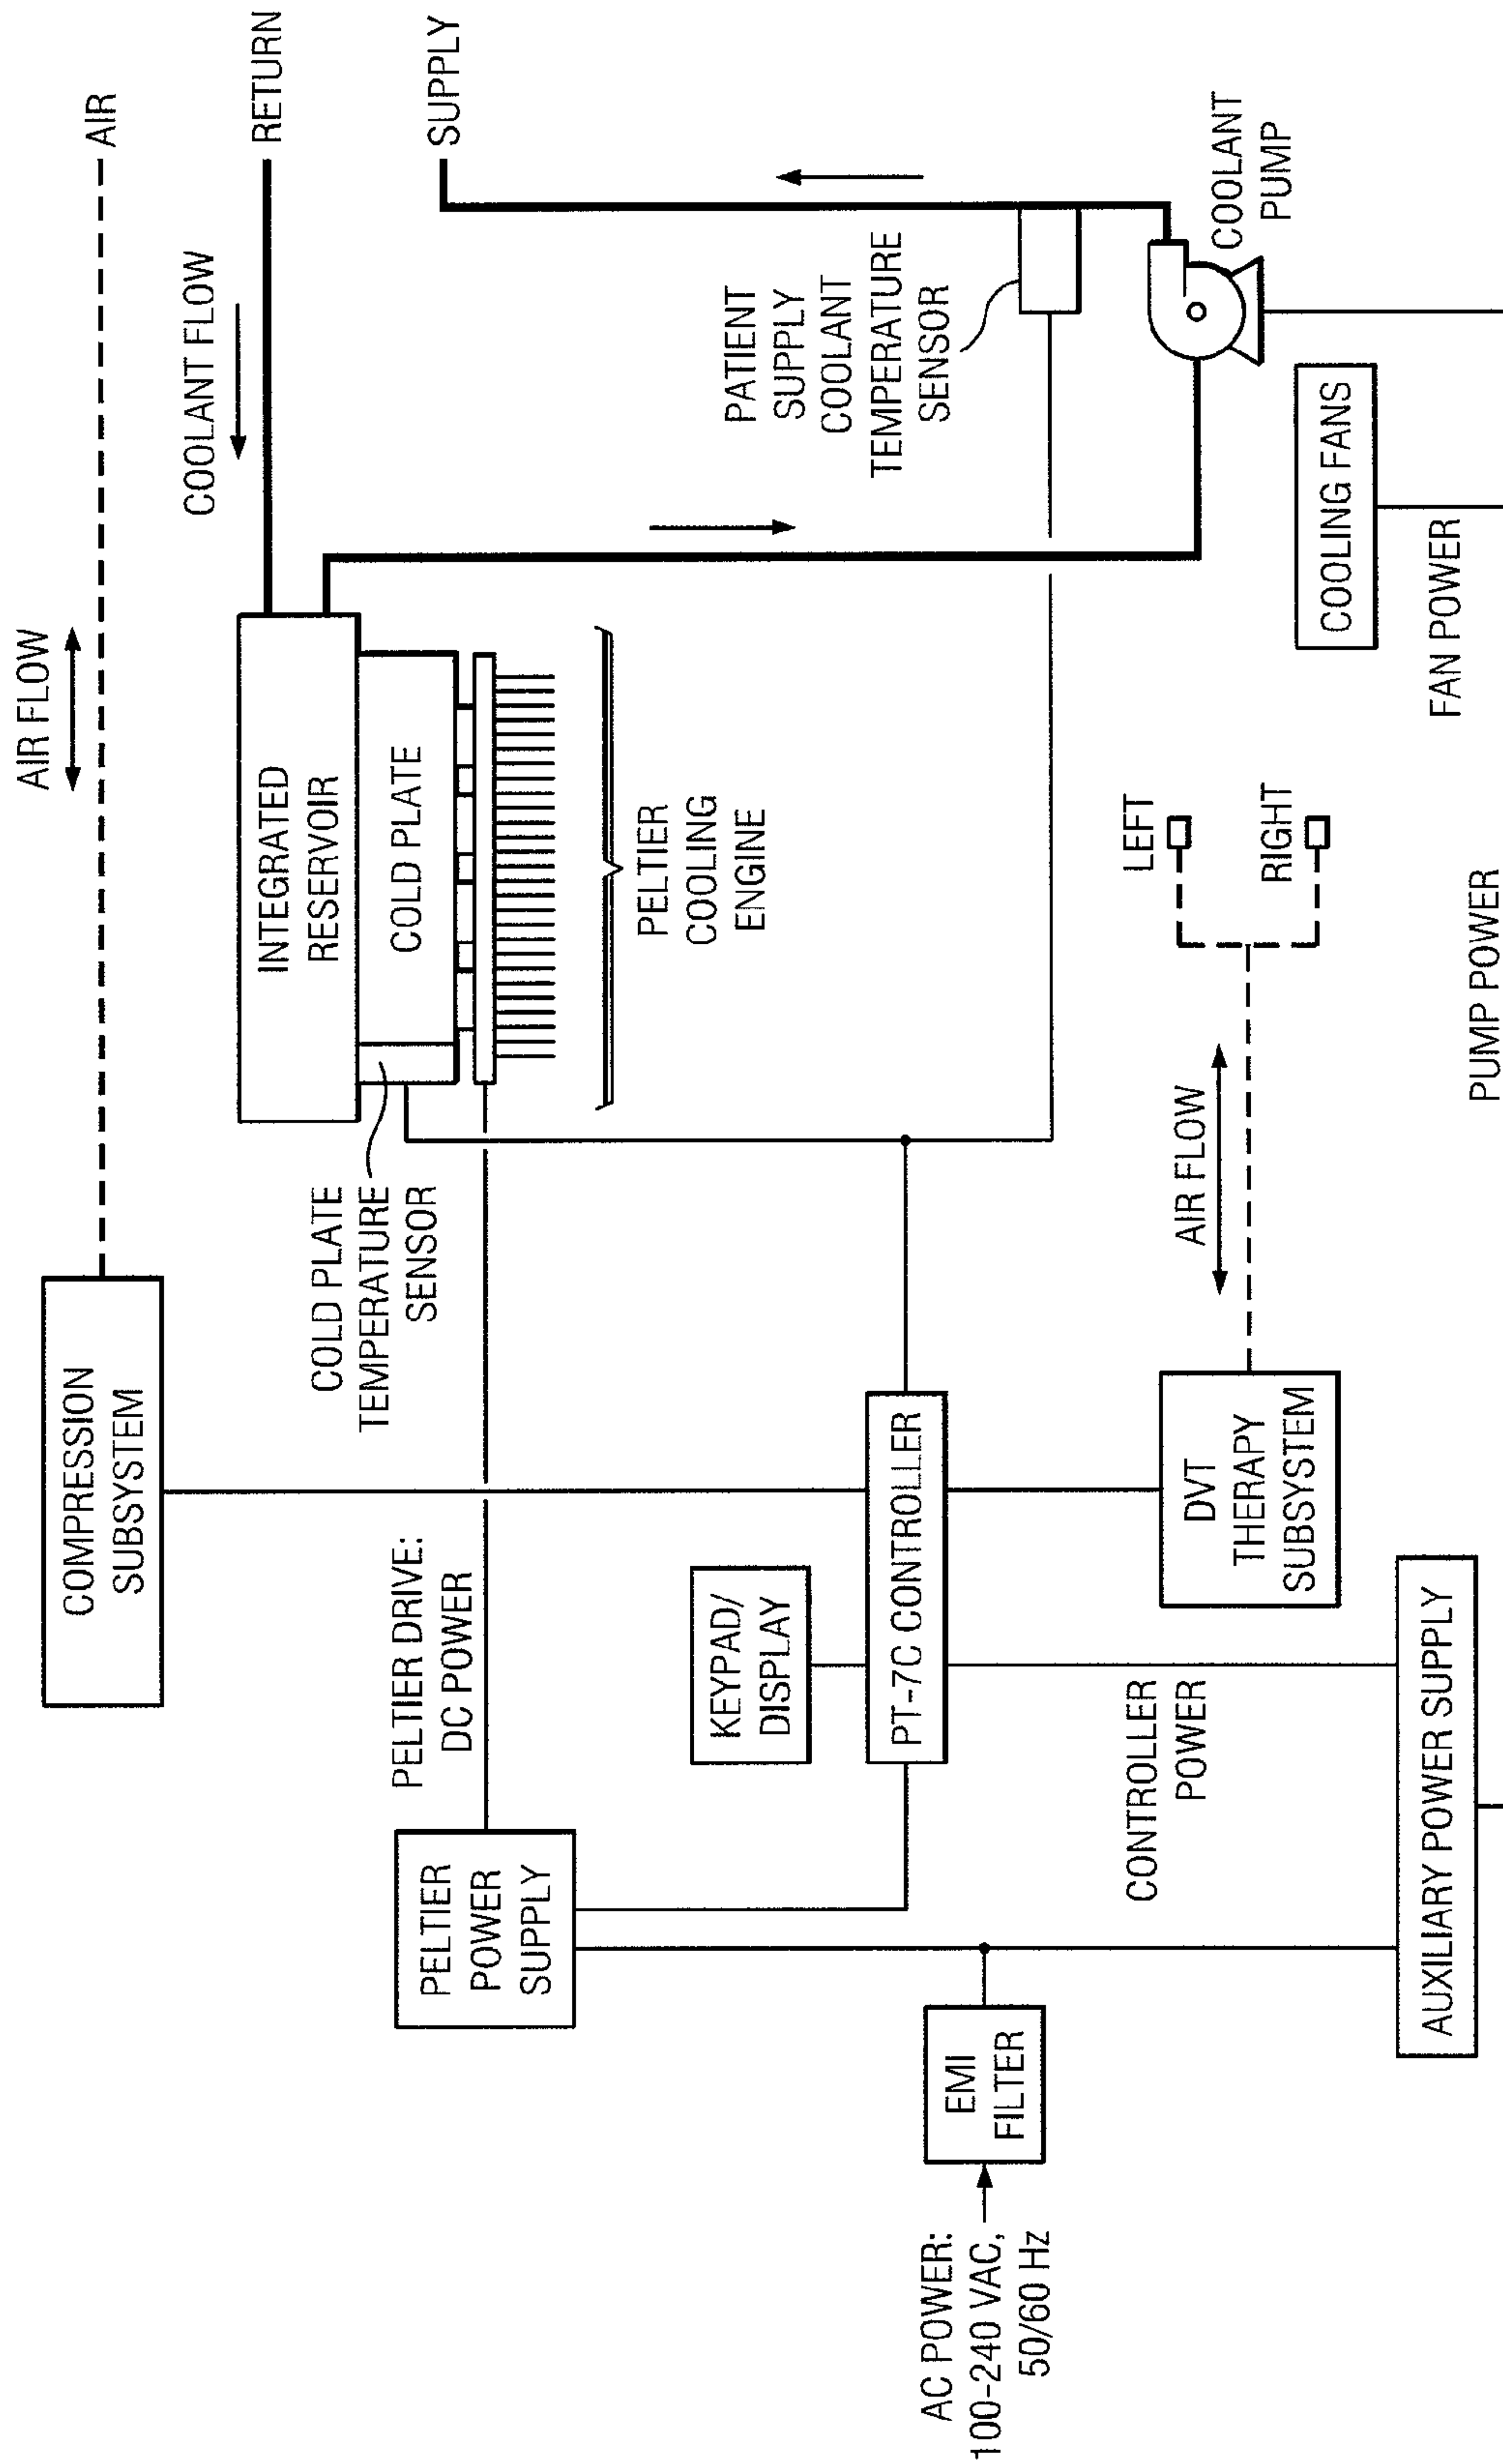 AIR FLOW
AIR
COMPRESSION
SUBSYSTEM
COOLANT FLOW
RETURN
INTEGRATED
RESERVOIR
COLD PLATE
COLD PLATE
TEMPERATURE
SENSOR
SUPPLY
PELTIER DRIVE:
DC POWER
PELTIER
POWER
SUPPLY
PELTIER
COOLING
ENGINE
PATIENT
SUPPLY
COOLANT
TEMPERATURE
SENSOR
KEYPAD/
DISPLAY
PT-7C CONTROLLER
EMI
FILTER
AC POWER:
100-240 VAC,
50/60 Hz
CONTROLLER
POWER
DVT
THERAPY
SUBSYSTEM
AIR FLOW
LEFT
RIGHT
COOLANT
PUMP
COOLING FANS
FAN POWER
AUXILIARY POWER SUPPLY
PUMP POWER